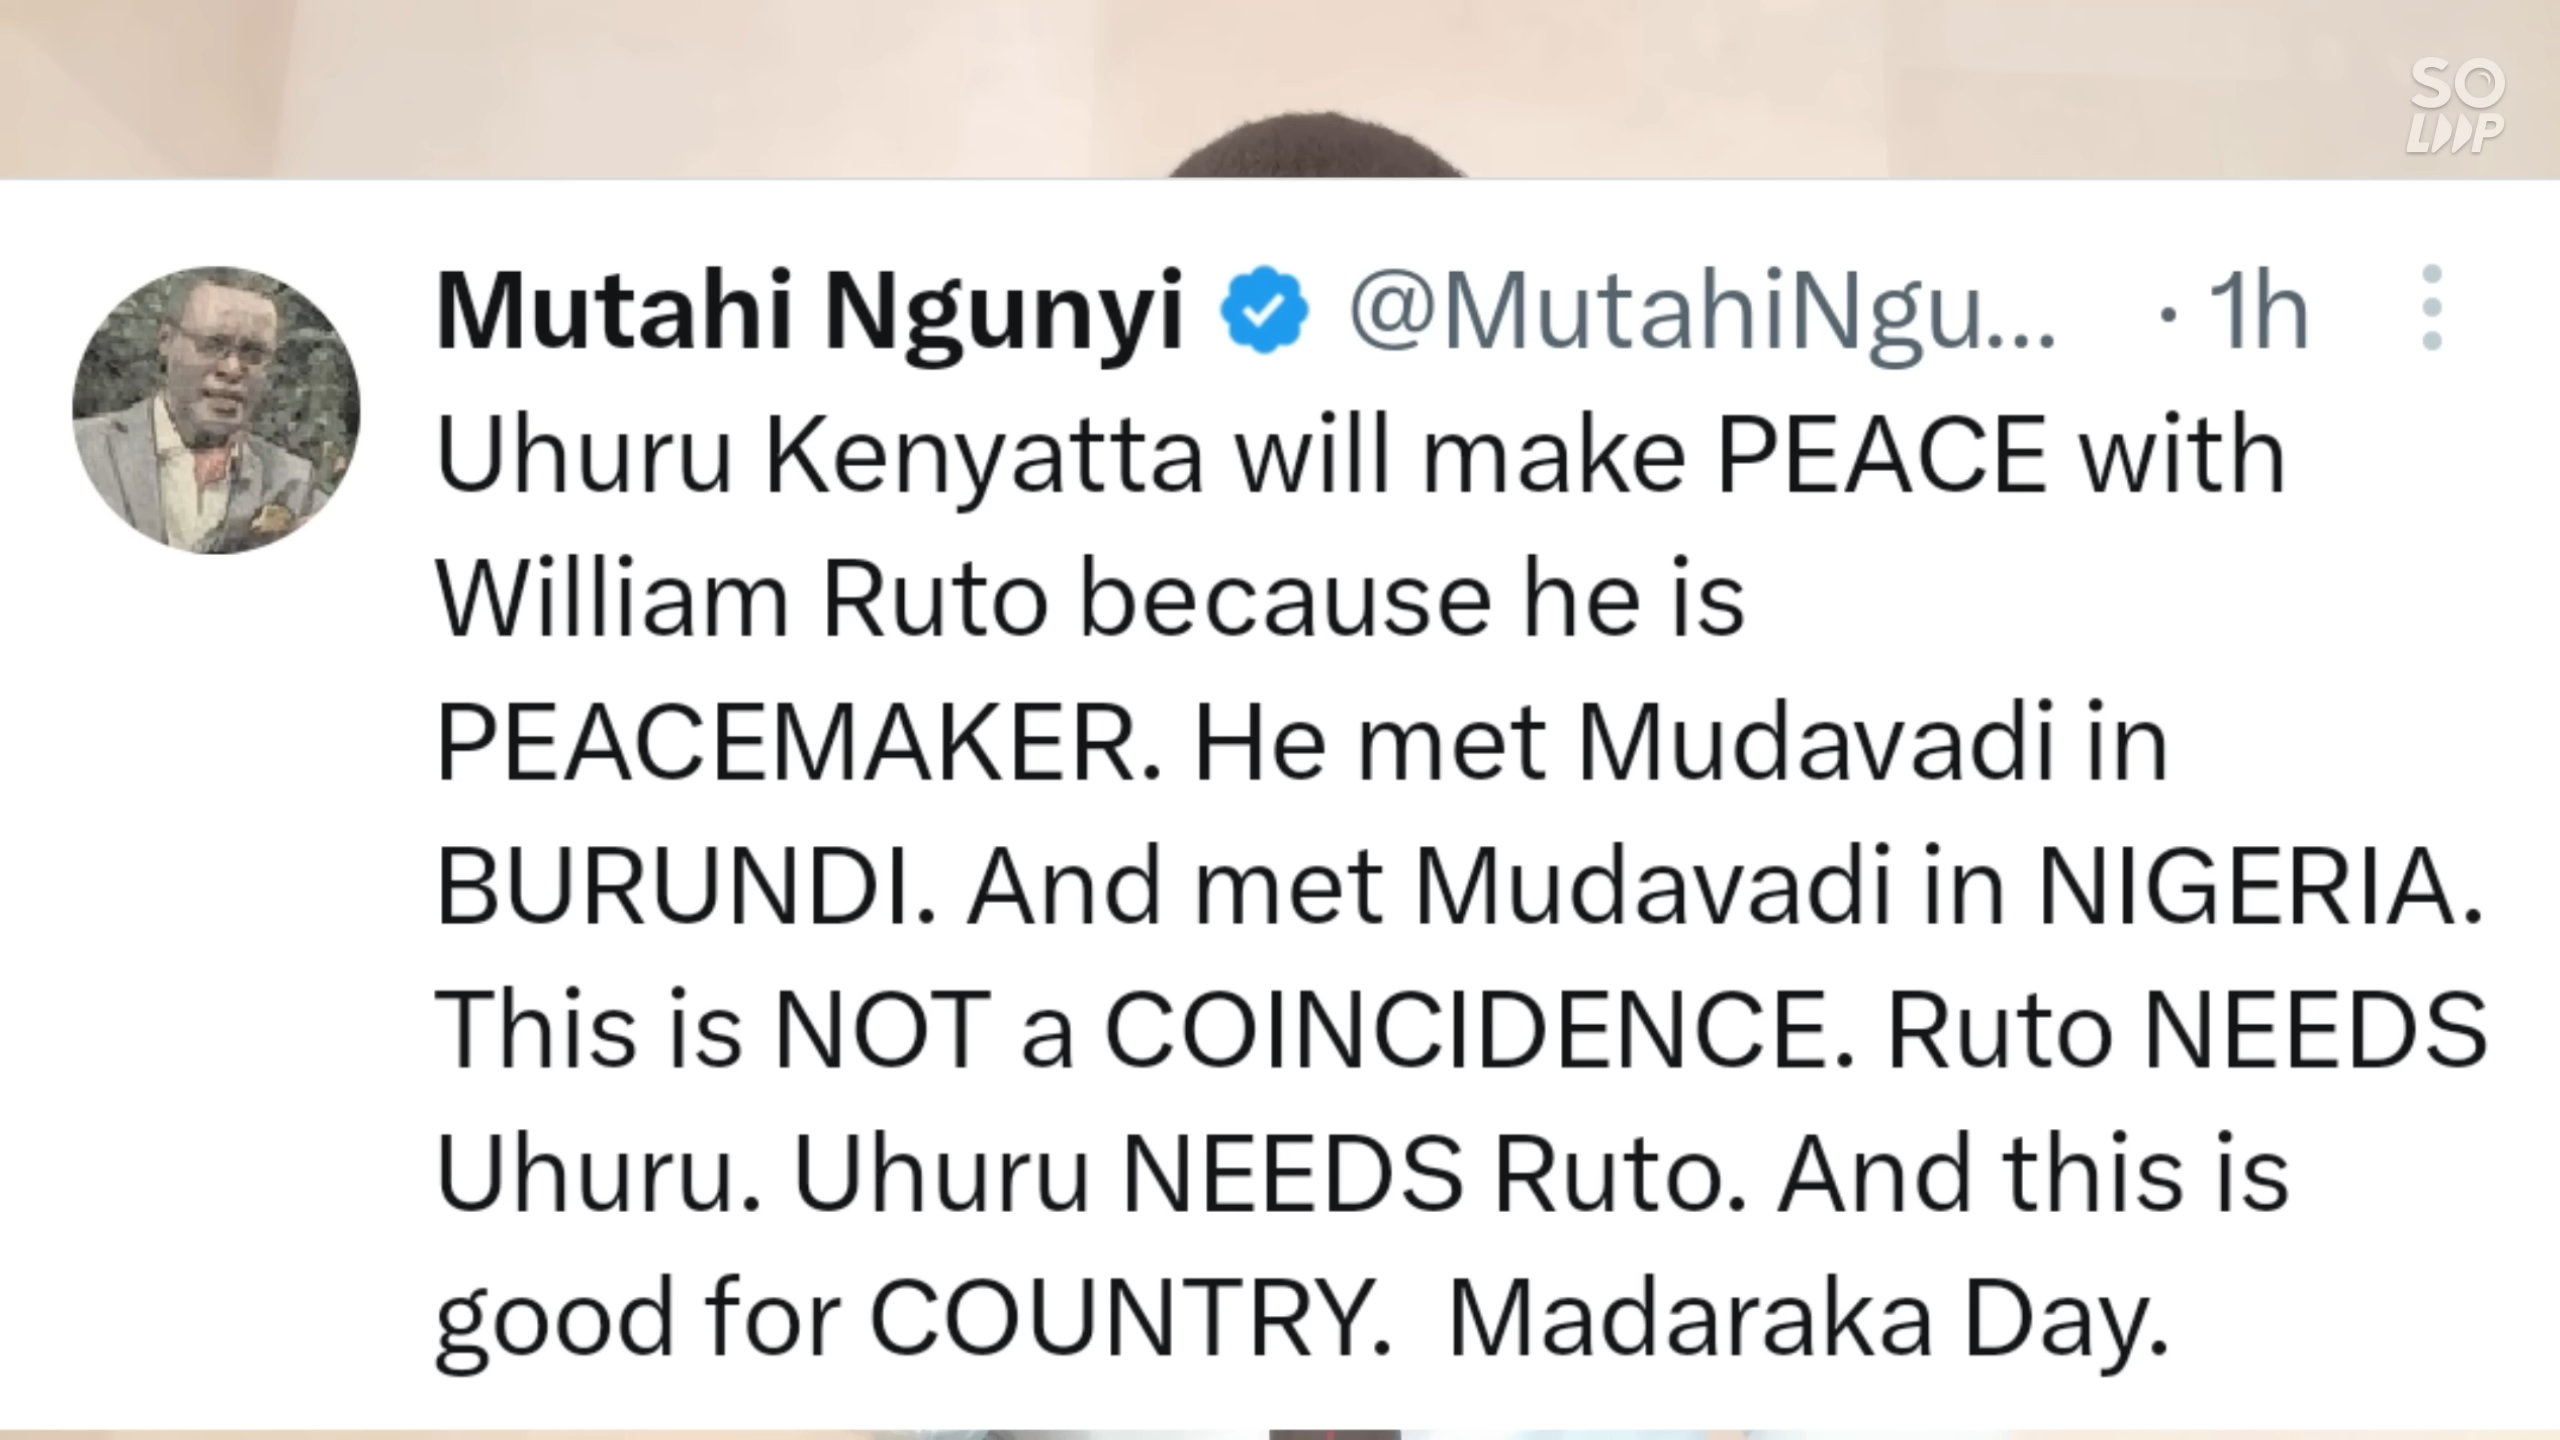 SO
LOOP
Mutahi Ngunyi @MutahiNgu... · 1h
Uhuru Kenyatta will make PEACE with
William Ruto because he is
PEACEMAKER. He met Mudavadi in
BURUNDI. And met Mudavadi in NIGERIA.
This is NOT a COINCIDENCE. Ruto NEEDS
Uhuru. Uhuru NEEDS Ruto. And this is
good for COUNTRY.  Madaraka Day.